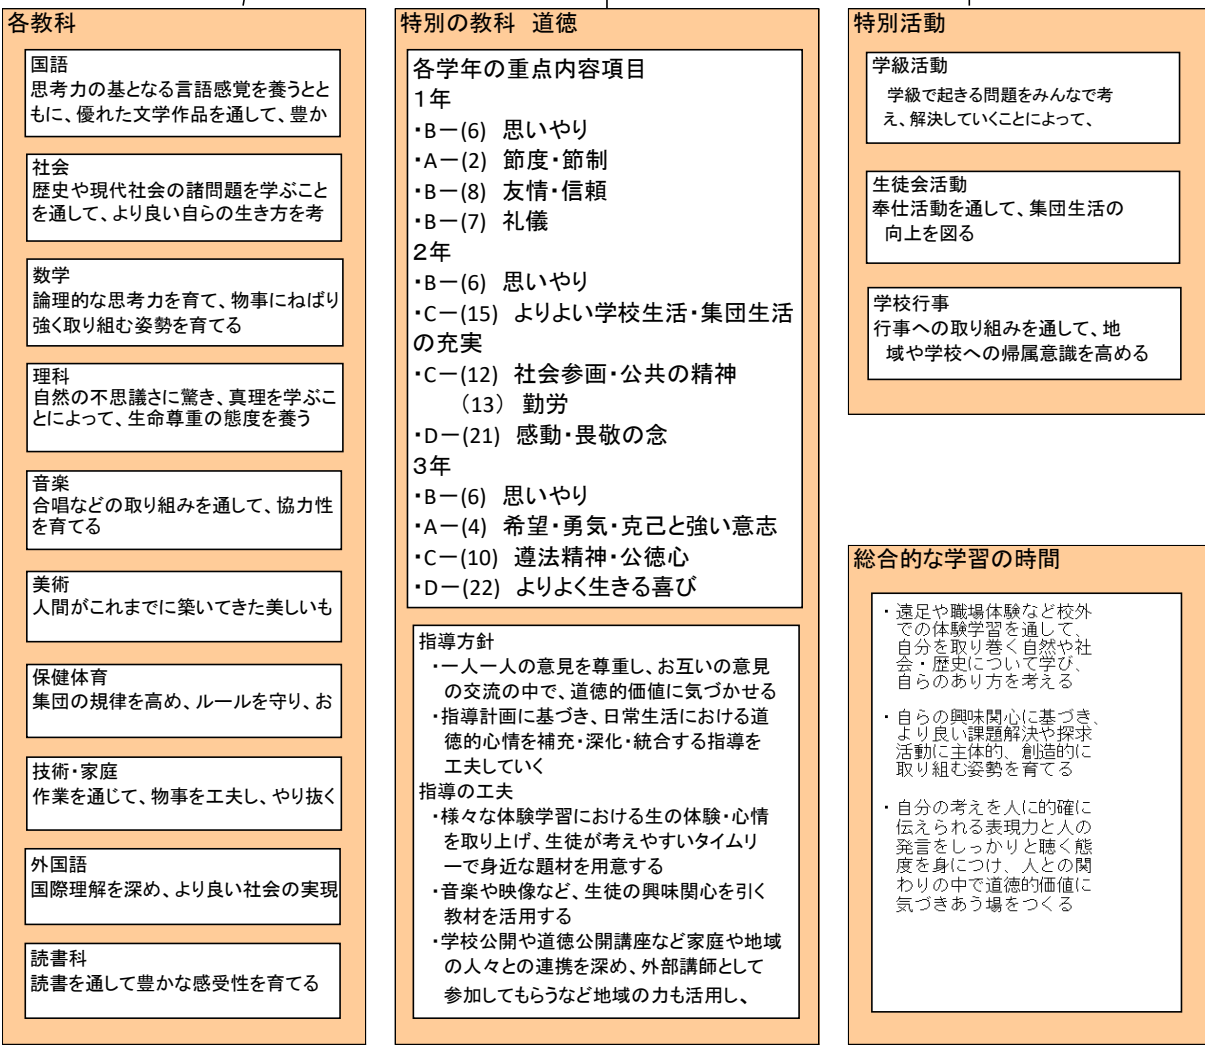 各教科
国語
思考力の基となる言語感覚を養うとと
もに、優れた文学作品を通して、豊か
社会
歴史や現代社会の諸問題を学ぶこと
を通して、より良い自らの生き方を考
数学
論理的な思考力を育て、物事にねばり
強く取り組む姿勢を育てる
理科
自然の不思議さに驚き、真理を学ぶこ
とによって、生命尊重の態度を養う
音楽
合唱などの取り組みを通して、協力性
を育てる
美術
人間がこれまでに築いてきた美しいも
保健体育
集団の規律を高め、ルールを守り、お
技術・家庭
作業を通じて、物事を工夫し、やり抜く
外国語
国際理解を深め、より良い社会の実現
読書科
読書を通して豊かな感受性を育てる
特別の教科 道徳
各学年の重点内容項目
1年
・B－(6) 思いやり
・A－(2) 節度・節制
・B－(8) 友情・信頼
・B－(7) 礼儀
2年
・B－(6) 思いやり
・C－(15) よりよい学校生活・集団生活
の充実
・C－(12) 社会参画・公共の精神
（13） 勤労
・D－(21) 感動・畏敬の念
3年
・B－(6) 思いやり
・A－(4) 希望・勇気・克己と強い意志
・C－(10) 遵法精神・公徳心
・D－(22) よりよく生きる喜び
指導方針
・一人一人の意見を尊重し、お互いの意見
の交流の中で、道徳的価値に気づかせる
・指導計画に基づき、日常生活における道
徳的心情を補充・深化・統合する指導を
工夫していく
指導の工夫
・様々な体験学習における生の体験・心情
を取り上げ、生徒が考えやすいタイムリ
ーで身近な題材を用意する
・音楽や映像など、生徒の興味関心を引く
教材を活用する
・学校公開や道徳公開講座など家庭や地域
の人々との連携を深め、外部講師として
参加してもらうなど地域の力も活用し、
特別活動
学級活動
学級で起きる問題をみんなで考
え、解決していくことによって、
生徒会活動
奉仕活動を通して、集団生活の
向上を図る
学校行事
行事への取り組みを通して、地
域や学校への帰属意識を高める
総合的な学習の時間
・遠足や職場体験など校外
での体験学習を通して、
自分を取り巻く自然や社
会・歴史について学び、
自らのあり方を考える
・自らの興味関心に基づき、
より良い課題解決や探求
活動に主体的、創造的に
取り組む姿勢を育てる
・自分の考えを人に的確に
伝えられる表現力と人の
発言をしっかりと聴く態
度を身につけ、人との関
わりの中で道徳的価値に
気づきあう場をつくる